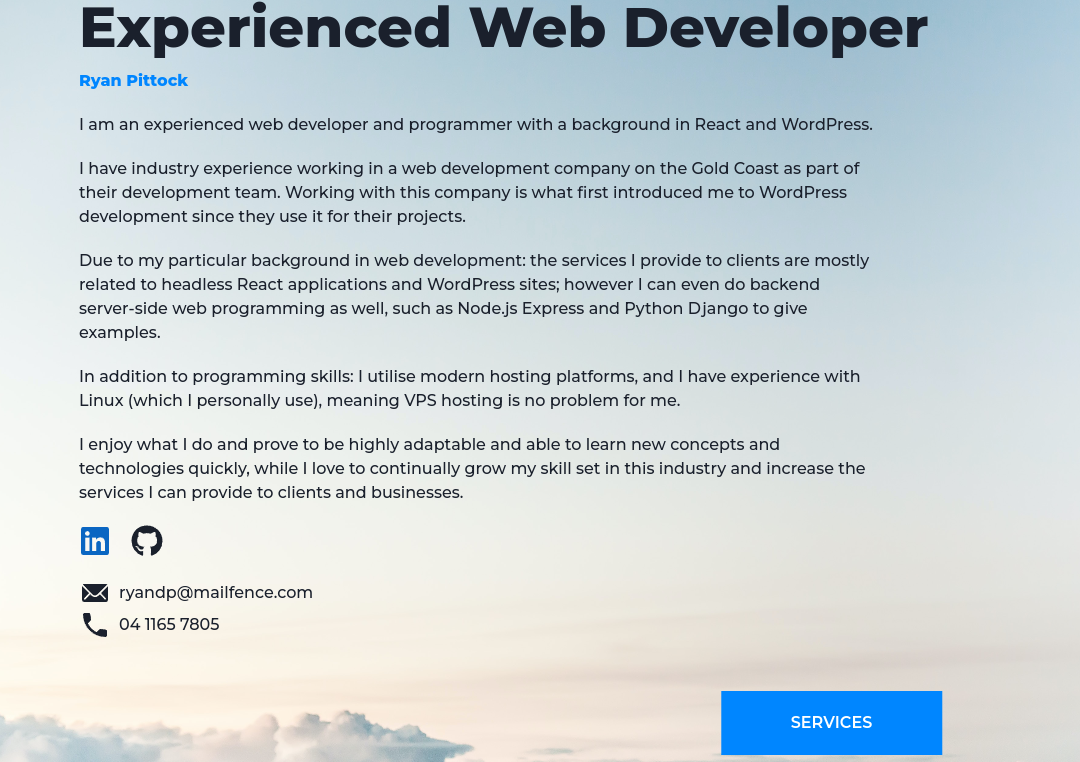 Experienced Web Developer
Ryan Pittock
I am an experienced web developer and programmer with a background in React and WordPress.
I have industry experience working in a web development company on the Gold Coast as part of
their development team. Working with this company is what first introduced me to WordPress
development since they use it for their projects.
Due to my particular background in web development: the services I provide to clients are mostly
related to headless React applications and WordPress sites; however I can even do backend
server-side web programming as well, such as Node.js Express and Python Django to give
examples.
In addition to programming skills: I utilise modern hosting platforms, and I have experience with
Linux (which I personally use), meaning VPS hosting is no problem for me.
I enjoy what I do and prove to be highly adaptable and able to learn new concepts and
technologies quickly, while I love to continually grow my skill set in this industry and increase the
services I can provide to clients and businesses.
in
ryandp@mailfence.com
04 1165 7805
SERVICES